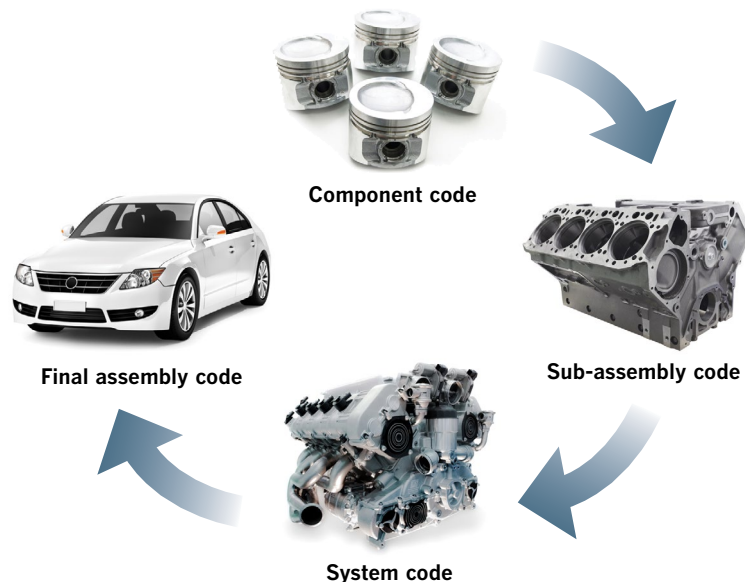 Component code
Final assembly code
Sub-assembly code
System code